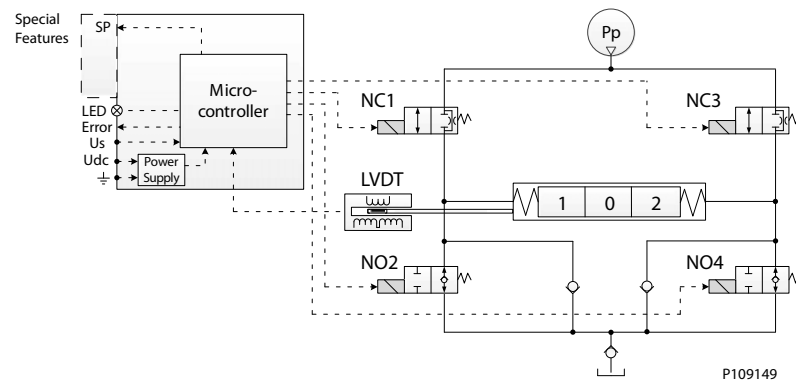 Special
Features
SP
Pp
Micro-
controller
NC1
NC3
LED
Error
Us
Udc
Power
Supply
LVDT
1 0 2
NO2
NO4
P109149